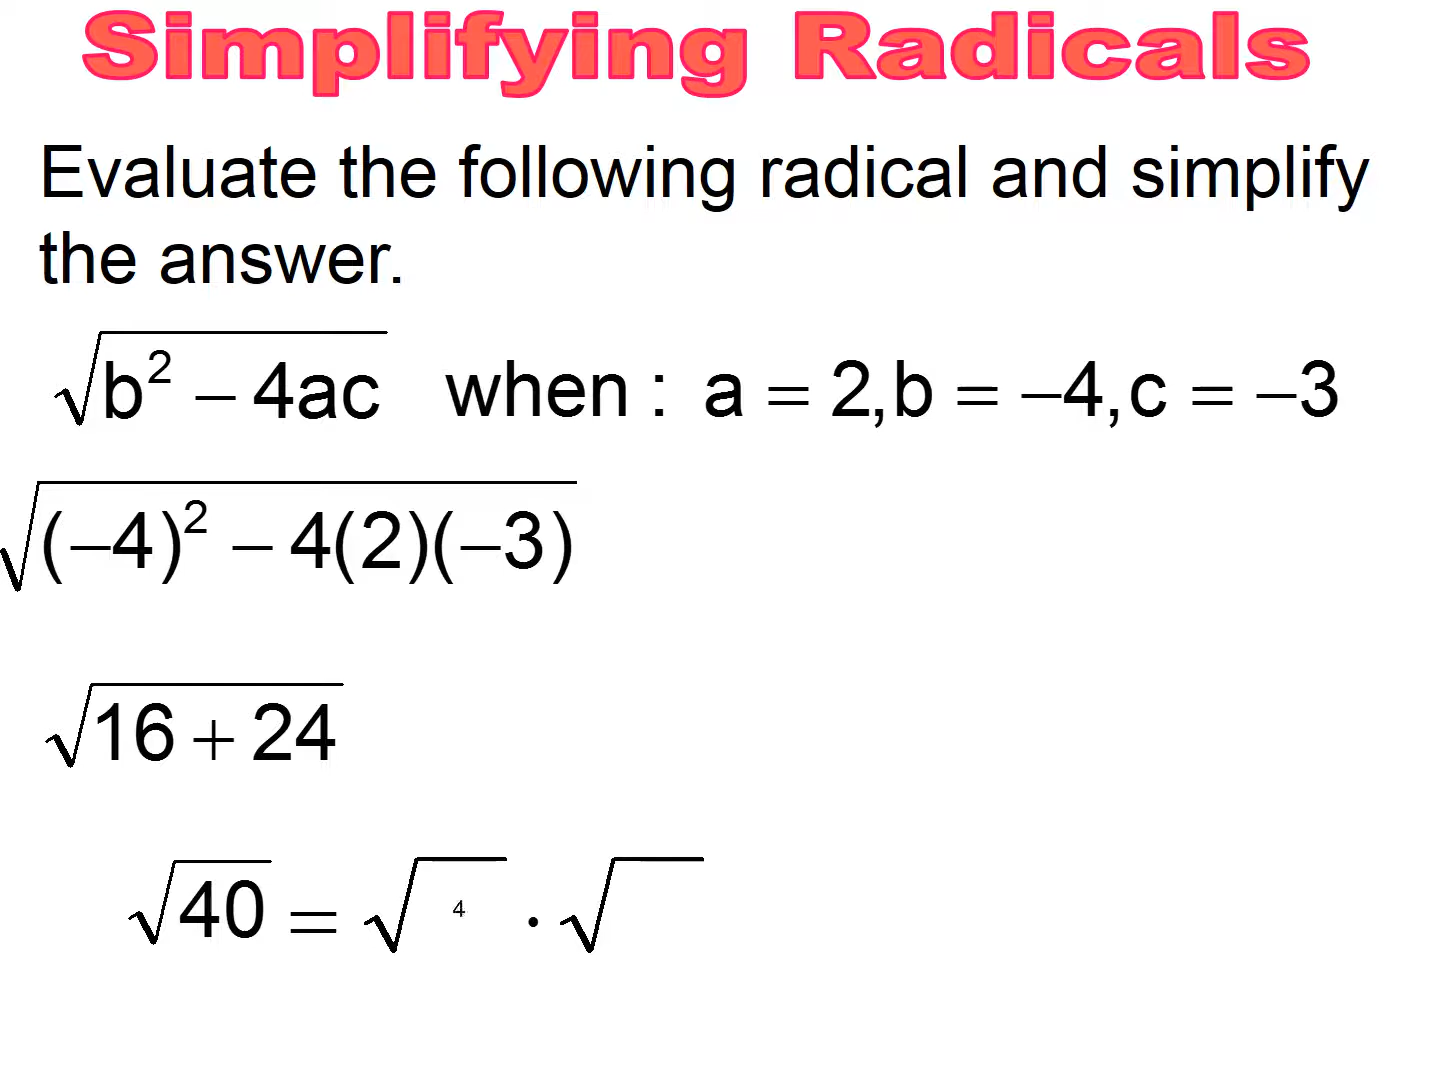 Simplifying Radicals
Evaluate the following radical and simplify
the answer.
√b² − 4ac when : a = 2,b = −4,c = −3
√(−4)² − 4(2)(−3)
√16 + 24
√40 = √4 · √